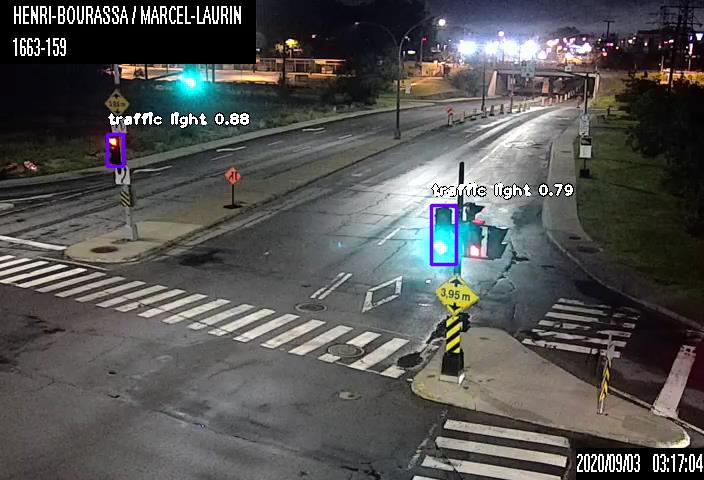 HENRI-BOURASSA / MARCEL-LAURIN
1663-159
traffic light 0.88
traffic light 0.79
3,95 m
2020/09/03 03:17:04